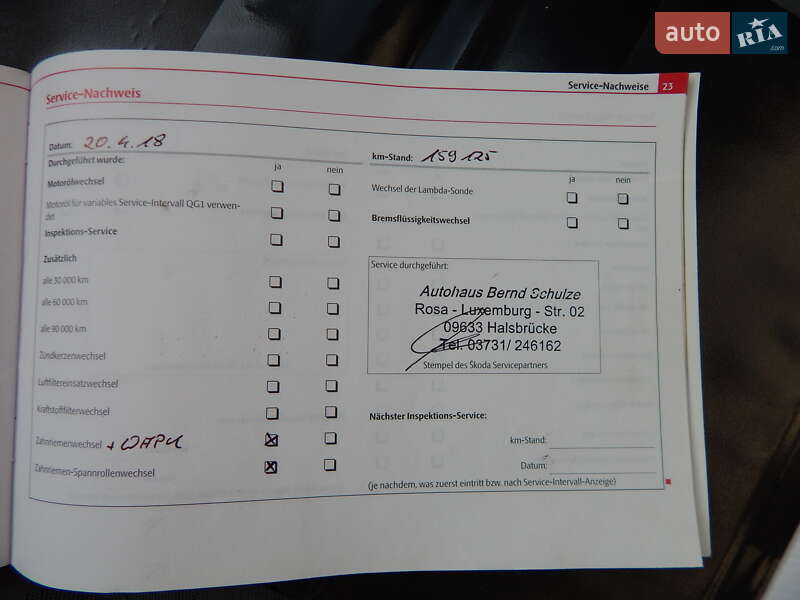 auto RIA .com
Service-Nachweise 23
Service-Nachweis
Datum: 20.4.18
Durchgeführt wurde:
ja nein
Motorölwechsel
Motoröl für variables Service-Intervall QG1 verwen-
det
Inspektions-Service
Zusätzlich
alle 30 000 km
alle 60 000 km
alle 90 000 km
Zündkerzenwechsel
Luftfiltereinsatzwechsel
Kraftstofffilterwechsel
Zahnriemenwechsel + WAPU
Zahnriemen-Spannrollenwechsel
km-Stand: 159 125
ja nein
Wechsel der Lambda-Sonde
Bremsflüssigkeitswechsel
Service durchgeführt:
Autohaus Bernd Schulze
Rosa - Luxemburg - Str. 02
09633 Halsbrücke
Tel. 03731/ 246162
Stempel des Škoda Servicepartners
Nächster Inspektions-Service:
km-Stand:
Datum:
(je nachdem, was zuerst eintritt bzw. nach Service-Intervall-Anzeige)